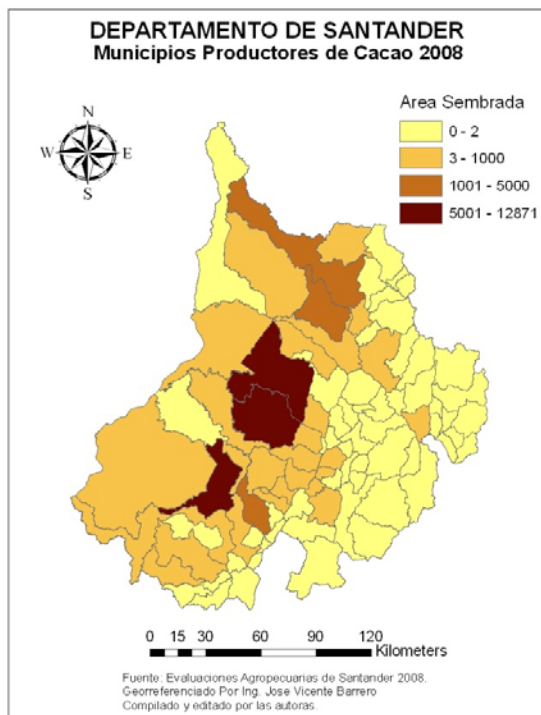 DEPARTAMENTO DE SANTANDER
Municipios Productores de Cacao 2008
N
W E
S
Area Sembrada
0 - 2
3 - 1000
1001 - 5000
5001 - 12871
0 15 30 60 90 120
Kilometers
Fuente: Evaluaciones Agropecuarias de Santander 2008.
Georreferenciado Por Ing. Jose Vicente Barrero
Compilado y editado por las autoras.